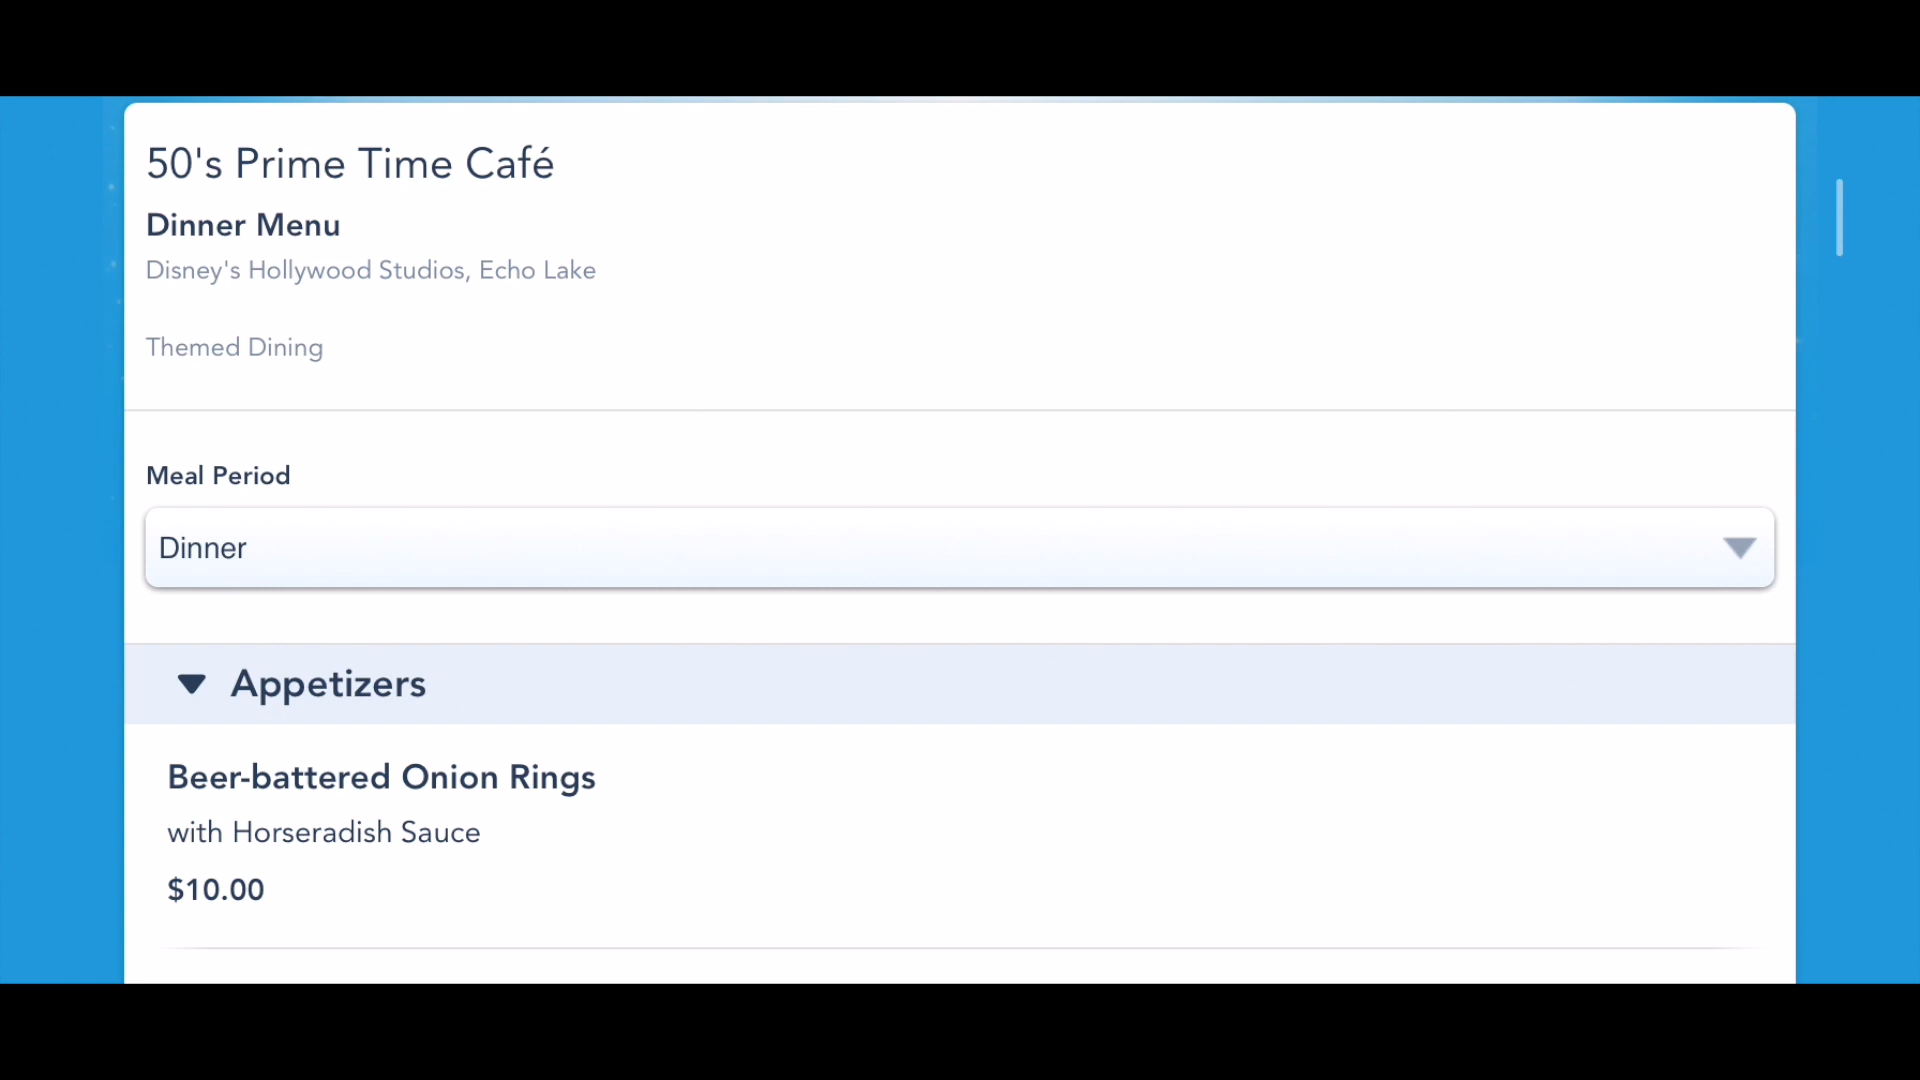 50's Prime Time Café
Dinner Menu
Disney's Hollywood Studios, Echo Lake
Themed Dining
Meal Period
Dinner
Appetizers
Beer-battered Onion Rings
with Horseradish Sauce
$10.00